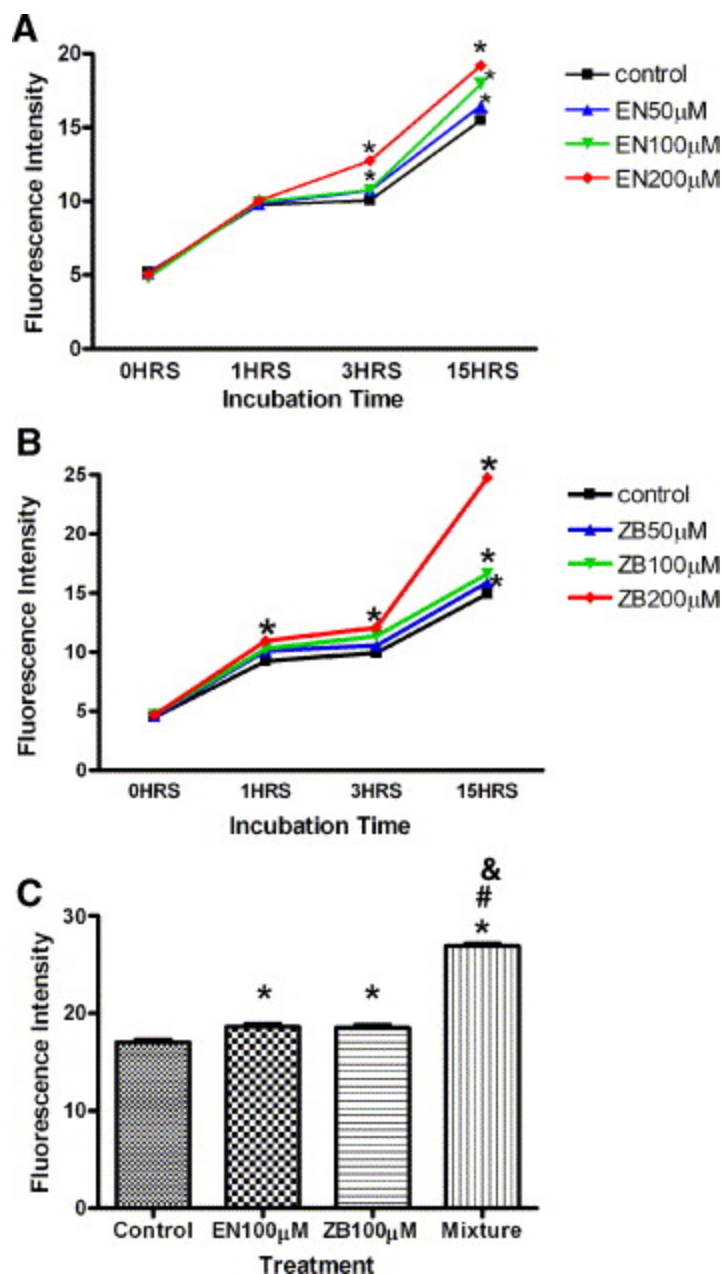 A
Fluorescence Intensity
20
15
10
5
0
*
*
*
*
*
0HRS 1HRS 3HRS 15HRS
Incubation Time
control
EN50μM
EN100μM
EN200μM
B
Fluorescence Intensity
25
20
15
10
5
0
*
*
*
*
*
0HRS 1HRS 3HRS 15HRS
Incubation Time
control
ZB50μM
ZB100μM
ZB200μM
C
Fluorescence Intensity
30
20
10
0
*
*
&
#
*
Control EN100μM ZB100μM Mixture
Treatment